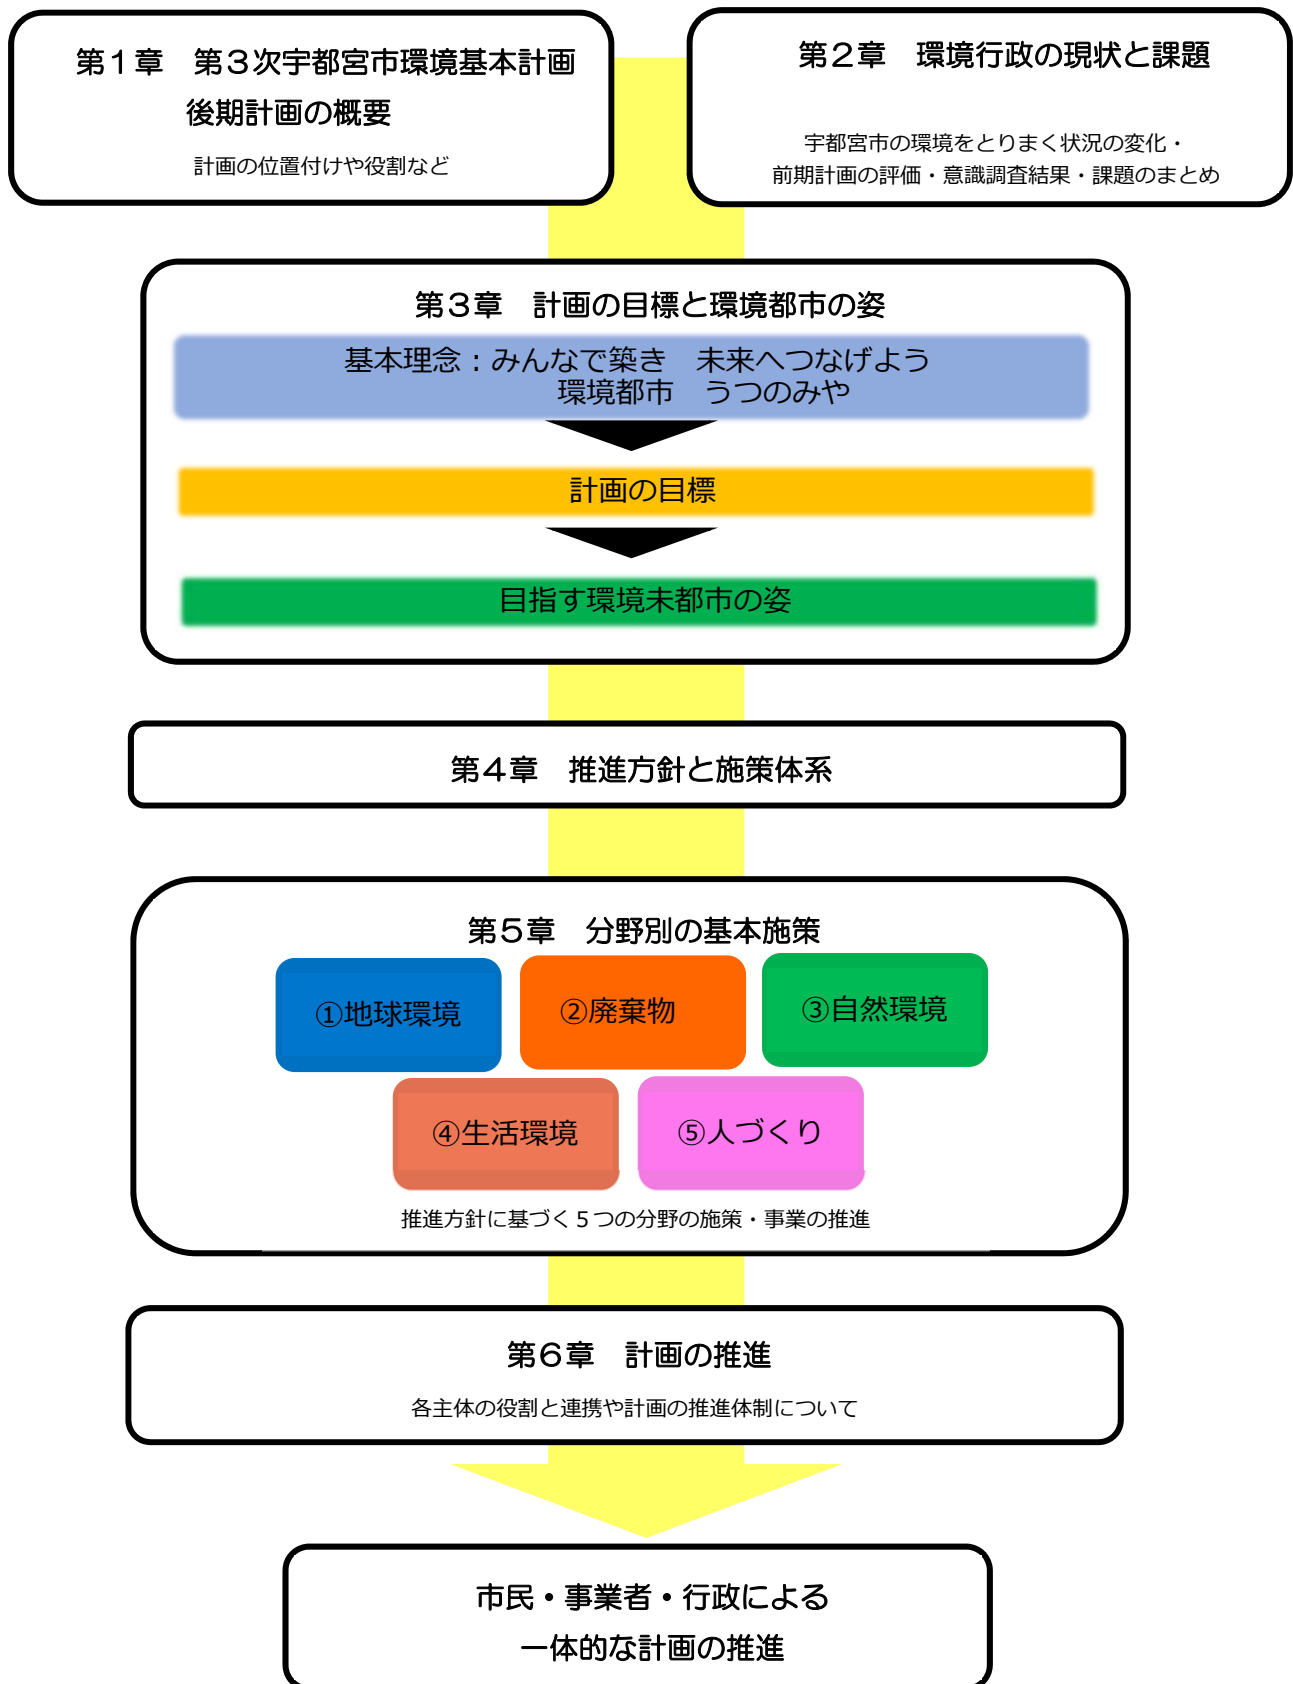 第１章　第３次宇都宮市環境基本計画
後期計画の概要
計画の位置付けや役割など
第２章　環境行政の現状と課題
宇都宮市の環境をとりまく状況の変化・
前期計画の評価・意識調査結果・課題のまとめ
第３章　計画の目標と環境都市の姿
基本理念：みんなで築き　未来へつなげよう
環境都市　うつのみや
計画の目標
目指す環境未都市の姿
第４章　推進方針と施策体系
第５章　分野別の基本施策
①地球環境
②廃棄物
③自然環境
④生活環境
⑤人づくり
推進方針に基づく５つの分野の施策・事業の推進
第６章　計画の推進
各主体の役割と連携や計画の推進体制について
市民・事業者・行政による
一体的な計画の推進